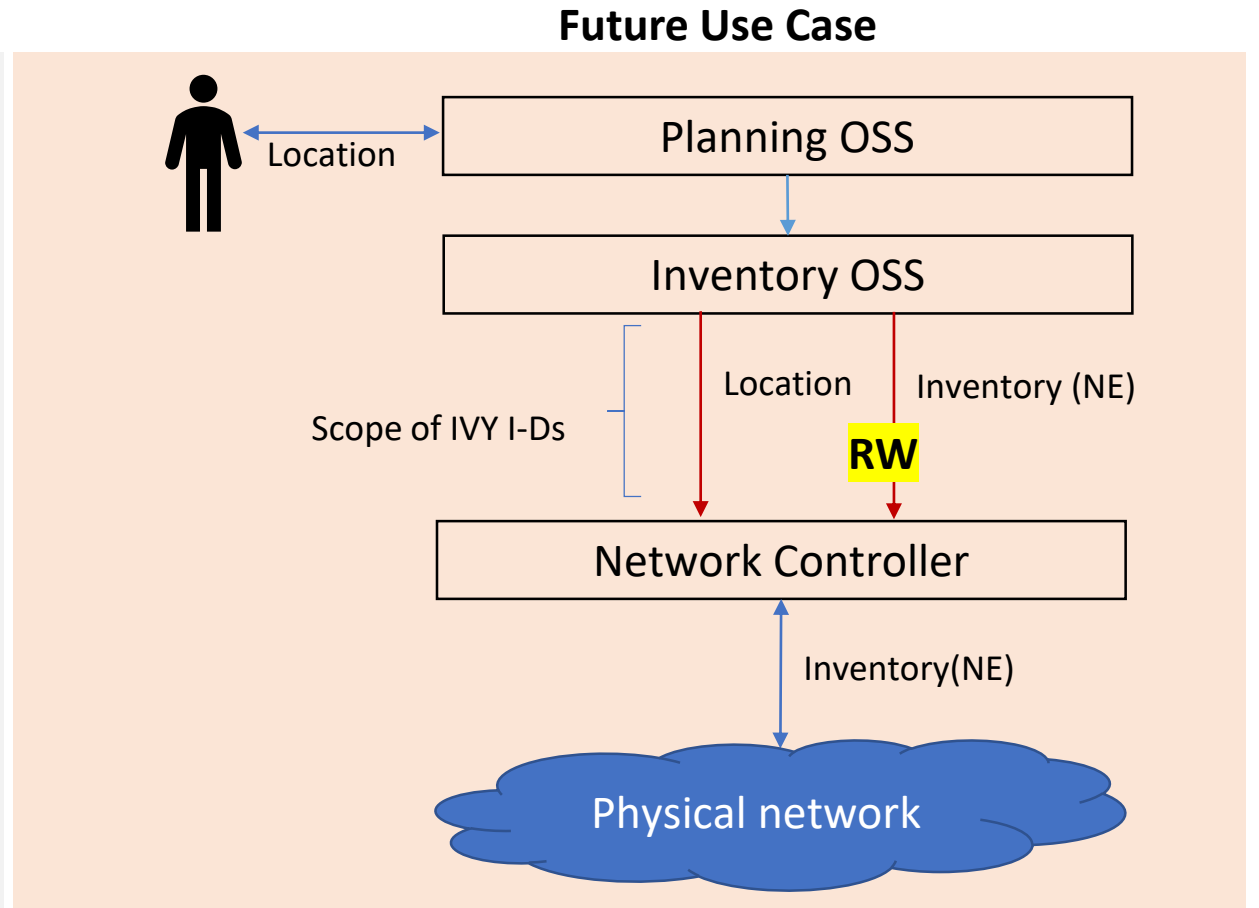 Future Use Case
Planning OSS
Location
Inventory OSS
Location
Inventory (NE)
Scope of IVY I-Ds
RW
Network Controller
Inventory(NE)
Physical network